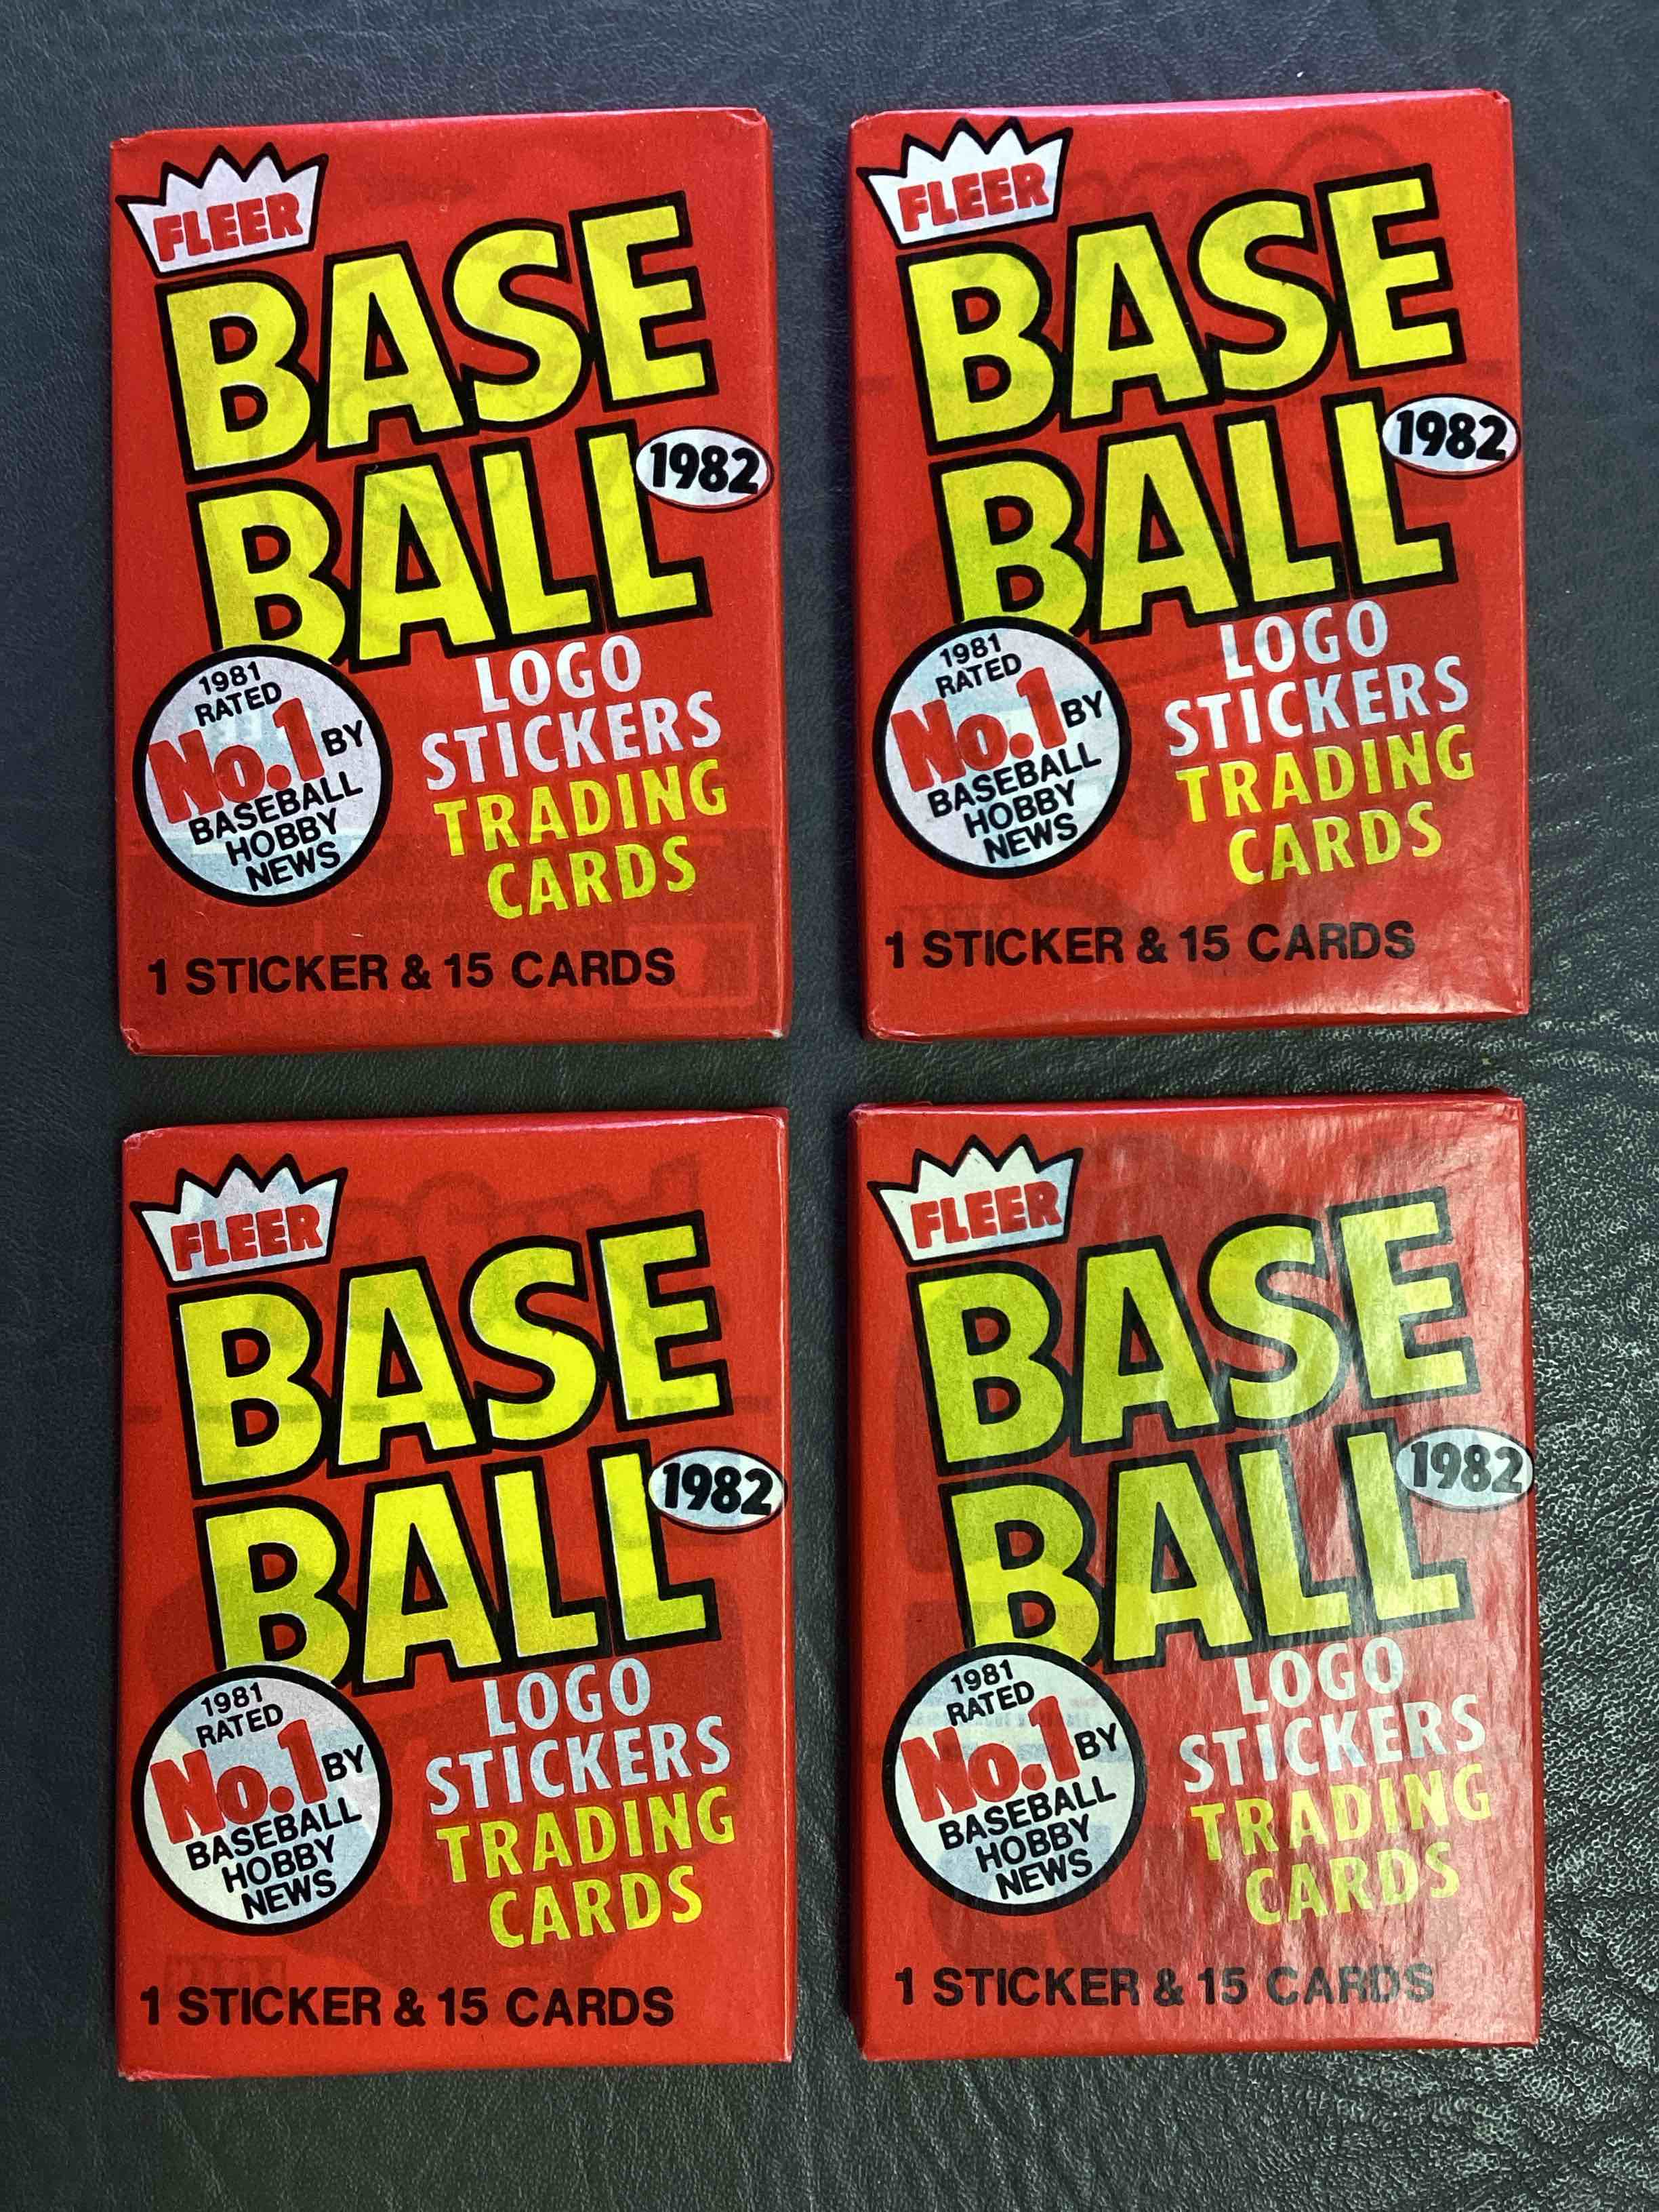 FLEER
BASE
BALL
1982
1981
RATED
No.1 BY
BASEBALL
HOBBY
NEWS
LOGO
STICKERS
TRADING
CARDS
1 STICKER & 15 CARDS
FLEER
BASE
BALL
1982
1981
RATED
No.1 BY
BASEBALL
HOBBY
NEWS
LOGO
STICKERS
TRADING
CARDS
1 STICKER & 15 CARDS
FLEER
BASE
BALL
1982
1981
RATED
No.1 BY
BASEBALL
HOBBY
NEWS
LOGO
STICKERS
TRADING
CARDS
1 STICKER & 15 CARDS
FLEER
BASE
BALL
1982
1981
RATED
No.1 BY
BASEBALL
HOBBY
NEWS
LOGO
STICKERS
TRADING
CARDS
1 STICKER & 15 CARDS